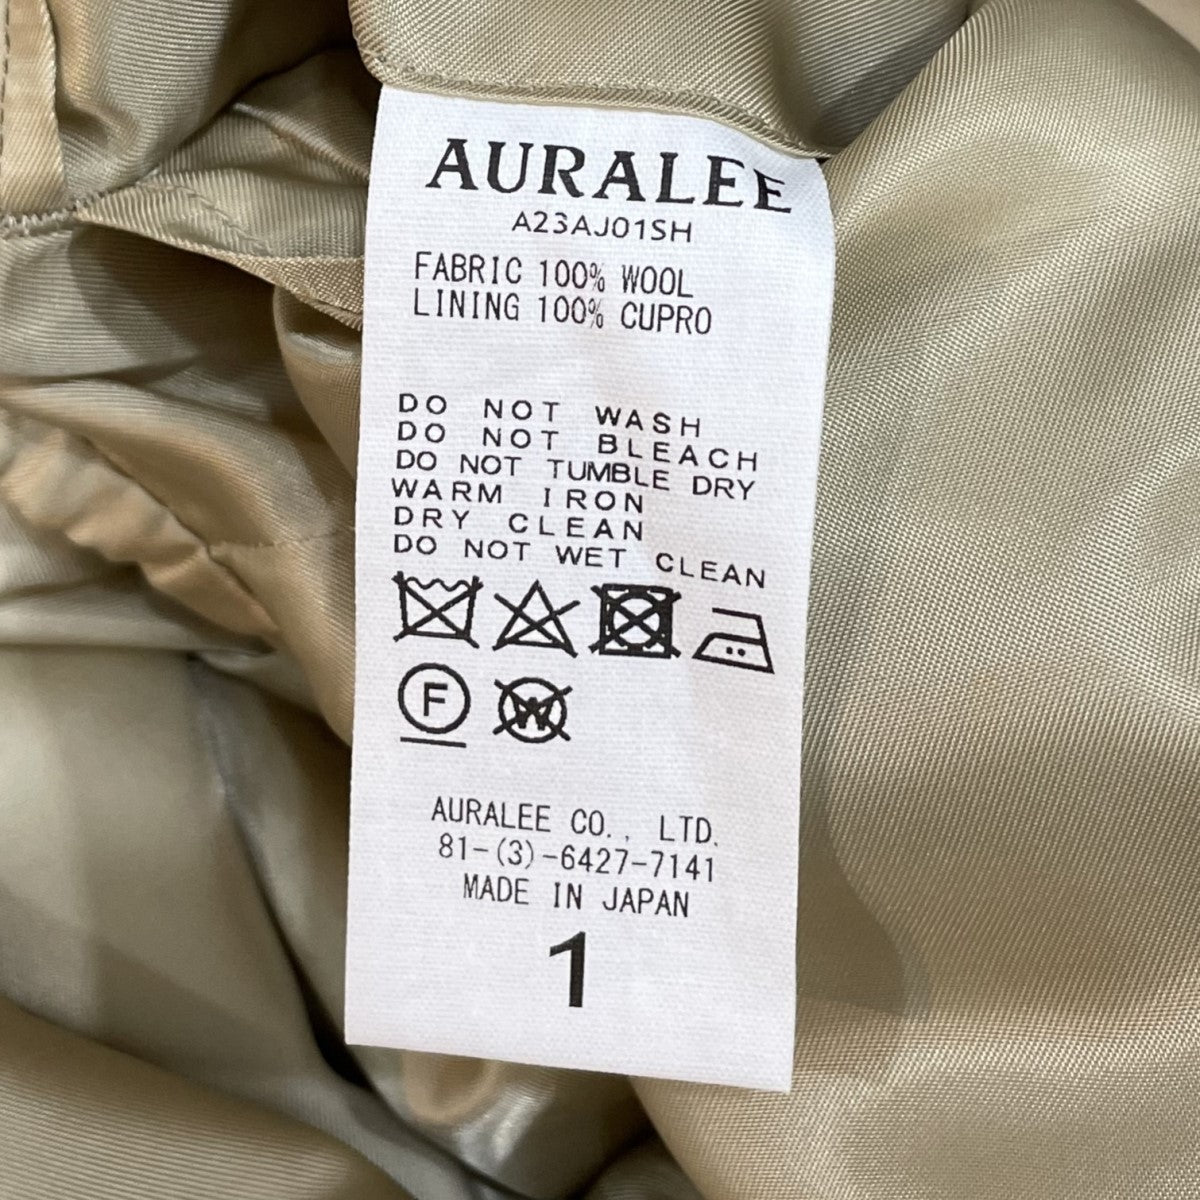 AURALEE
A23AJ01SH
FABRIC 100% WOOL
LINING 100% CUPRO
DO NOT WASH
DO NOT BLEACH
DO NOT TUMBLE DRY
WARM IRON
DRY CLEAN
DO NOT WET CLEAN
F W
AURALEE CO., LTD.
81-(3)-6427-7141
MADE IN JAPAN
1